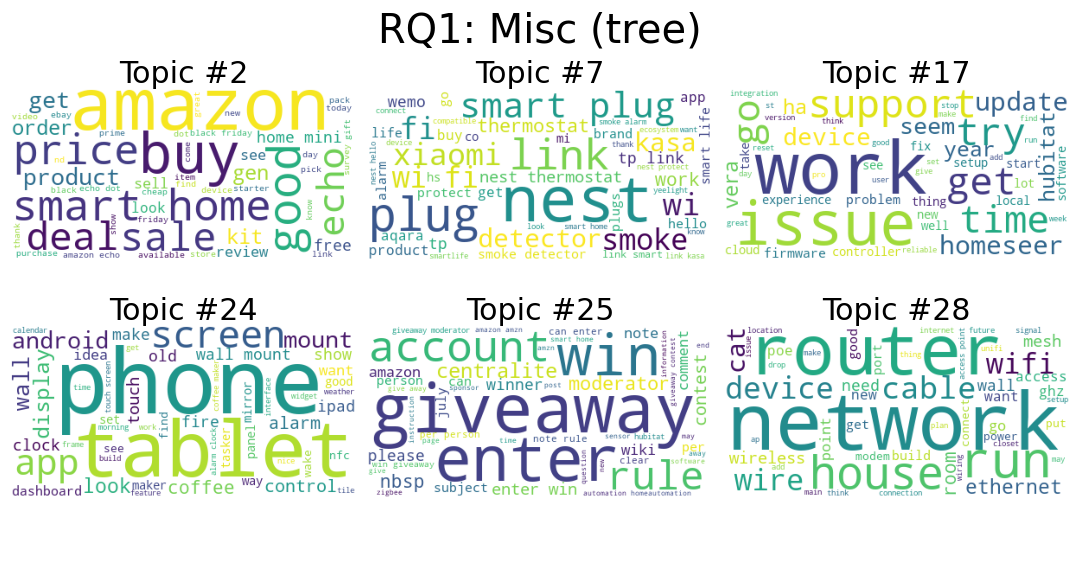 RQ1: Misc (tree)
Topic #2
amazon
get
great
new
pack
today
video
ebay
order
prime
dot
black friday
home mini
price
buy
come
see
day
pick
survey gift
product
nd
item
gen
good
echo
black
echo dot
sell
find
device
starter
cheap
smart home
look
friday
know
thank
deal
show
sale
kit
free
purchase
amazon echo
available
store
review
link
Topic #7
wemo
go
smart plug
app
connect
compatible
smoke alarm
fi
thermostat
ecosystem
want
life
buy
co
mi
brand
thank
kasa
device
xiaomi
link
think
tp link
smart life
nest hello
alarm
wi fi
hs
nest thermostat
work
nest protect
protect
get
yeelight
plug
nest
plugs
wi
aqara
look
smart home
hello
know
product
tp
detector
smoke
smartlife
smoke detector
link smart
link kasa
Topic #17
integration
st
ha
support
stop
update
version
think
make
find
go
device
good
seem
try
hubitat
take
fix
year
add
vera
day
work
pro
see
set
setup
start
software
user
give
get
lot
experience
problem
thing
local
great
issue
new
well
time
week
cloud
firmware
controller
reliable
homeseer
Topic #24
calendar
android
make
screen
mount
get
idea
old
wall mount
show
wall
display
phone
touch screen
coffee maker
want
good
time
touch
interface
weather
widget
set
find
fire
mirror
alarm
ipad
clock
morning
work
frame
see
build
tablet
alarm clock
tasker
panel
nice
wake
nfc
app
dashboard
look
maker
feature
coffee
way
control
tile
Topic #25
giveaway moderator
amazon amzn
can enter
note
smart home
end
account
win
information
giveaway contest
comment
contest
amazon
centralite
person
can
winner
post
moderator
give away
sponsor
july
giveaway
instruction
per person
page
time
note rule
sensor
hubitat
may
wiki
per
away
please
enter
question
new
clear
software
win giveaway
give
nbsp
rule
zigbee
subject
enter win
automation homeautomation
Topic #28
location
issue
cat
router
internet
future
signal
good
poe
make
drop
port
thing
unifi
access point
wifi
mesh
access
device
need
cable
wall
ghz
new
want
network
ap
point
get
plan
connect
go
put
power
closet
wireless
modem
build
wiring
add
house
room
run
may
wire
main
think
connection
ethernet